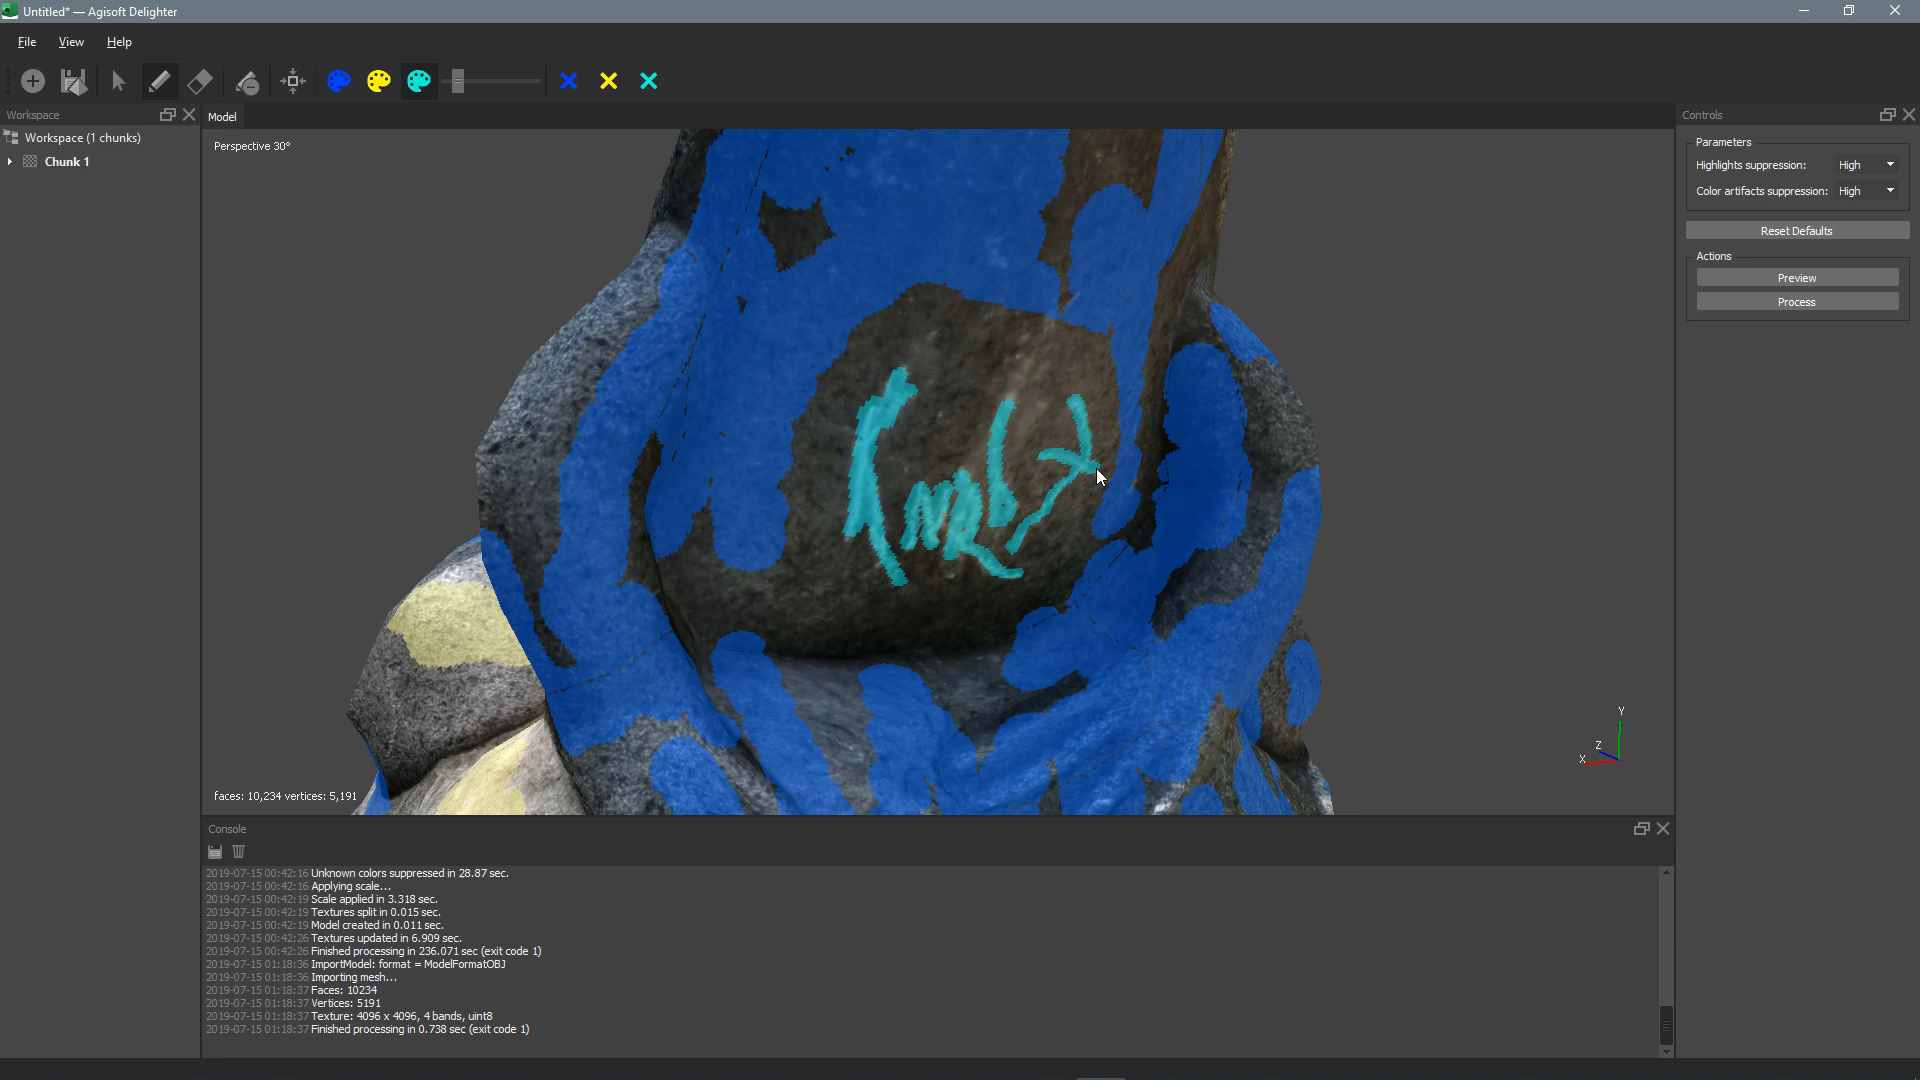 Untitled* — Agisoft Delighter
File View Help
Workspace
Workspace (1 chunks)
Chunk 1
Model
Perspective 30°
faces: 10,234 vertices: 5,191
Y
Z
X
Controls
Parameters
Highlights suppression: High
Color artifacts suppression: High
Reset Defaults
Actions
Preview
Process
Console
2019-07-15 00:42:16 Unknown colors suppressed in 28.87 sec.
2019-07-15 00:42:16 Applying scale...
2019-07-15 00:42:19 Scale applied in 3.318 sec.
2019-07-15 00:42:19 Textures split in 0.015 sec.
2019-07-15 00:42:19 Model created in 0.011 sec.
2019-07-15 00:42:26 Textures updated in 6.909 sec.
2019-07-15 00:42:26 Finished processing in 236.071 sec (exit code 1)
2019-07-15 01:18:36 ImportModel: format = ModelFormatOBJ
2019-07-15 01:18:36 Importing mesh...
2019-07-15 01:18:37 Faces: 10234
2019-07-15 01:18:37 Vertices: 5191
2019-07-15 01:18:37 Texture: 4096 x 4096, 4 bands, uint8
2019-07-15 01:18:37 Finished processing in 0.738 sec (exit code 1)